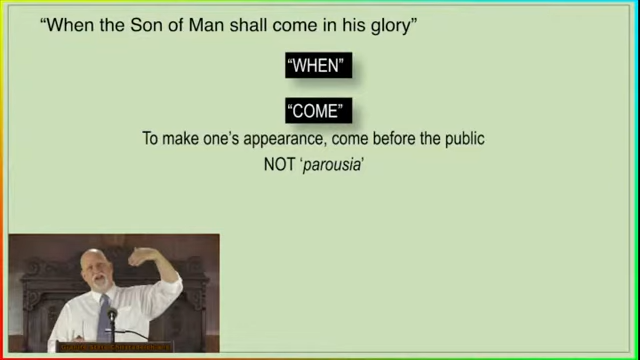 “When the Son of Man shall come in his glory”
“WHEN”
“COME”
To make one’s appearance, come before the public
NOT ‘parousia’